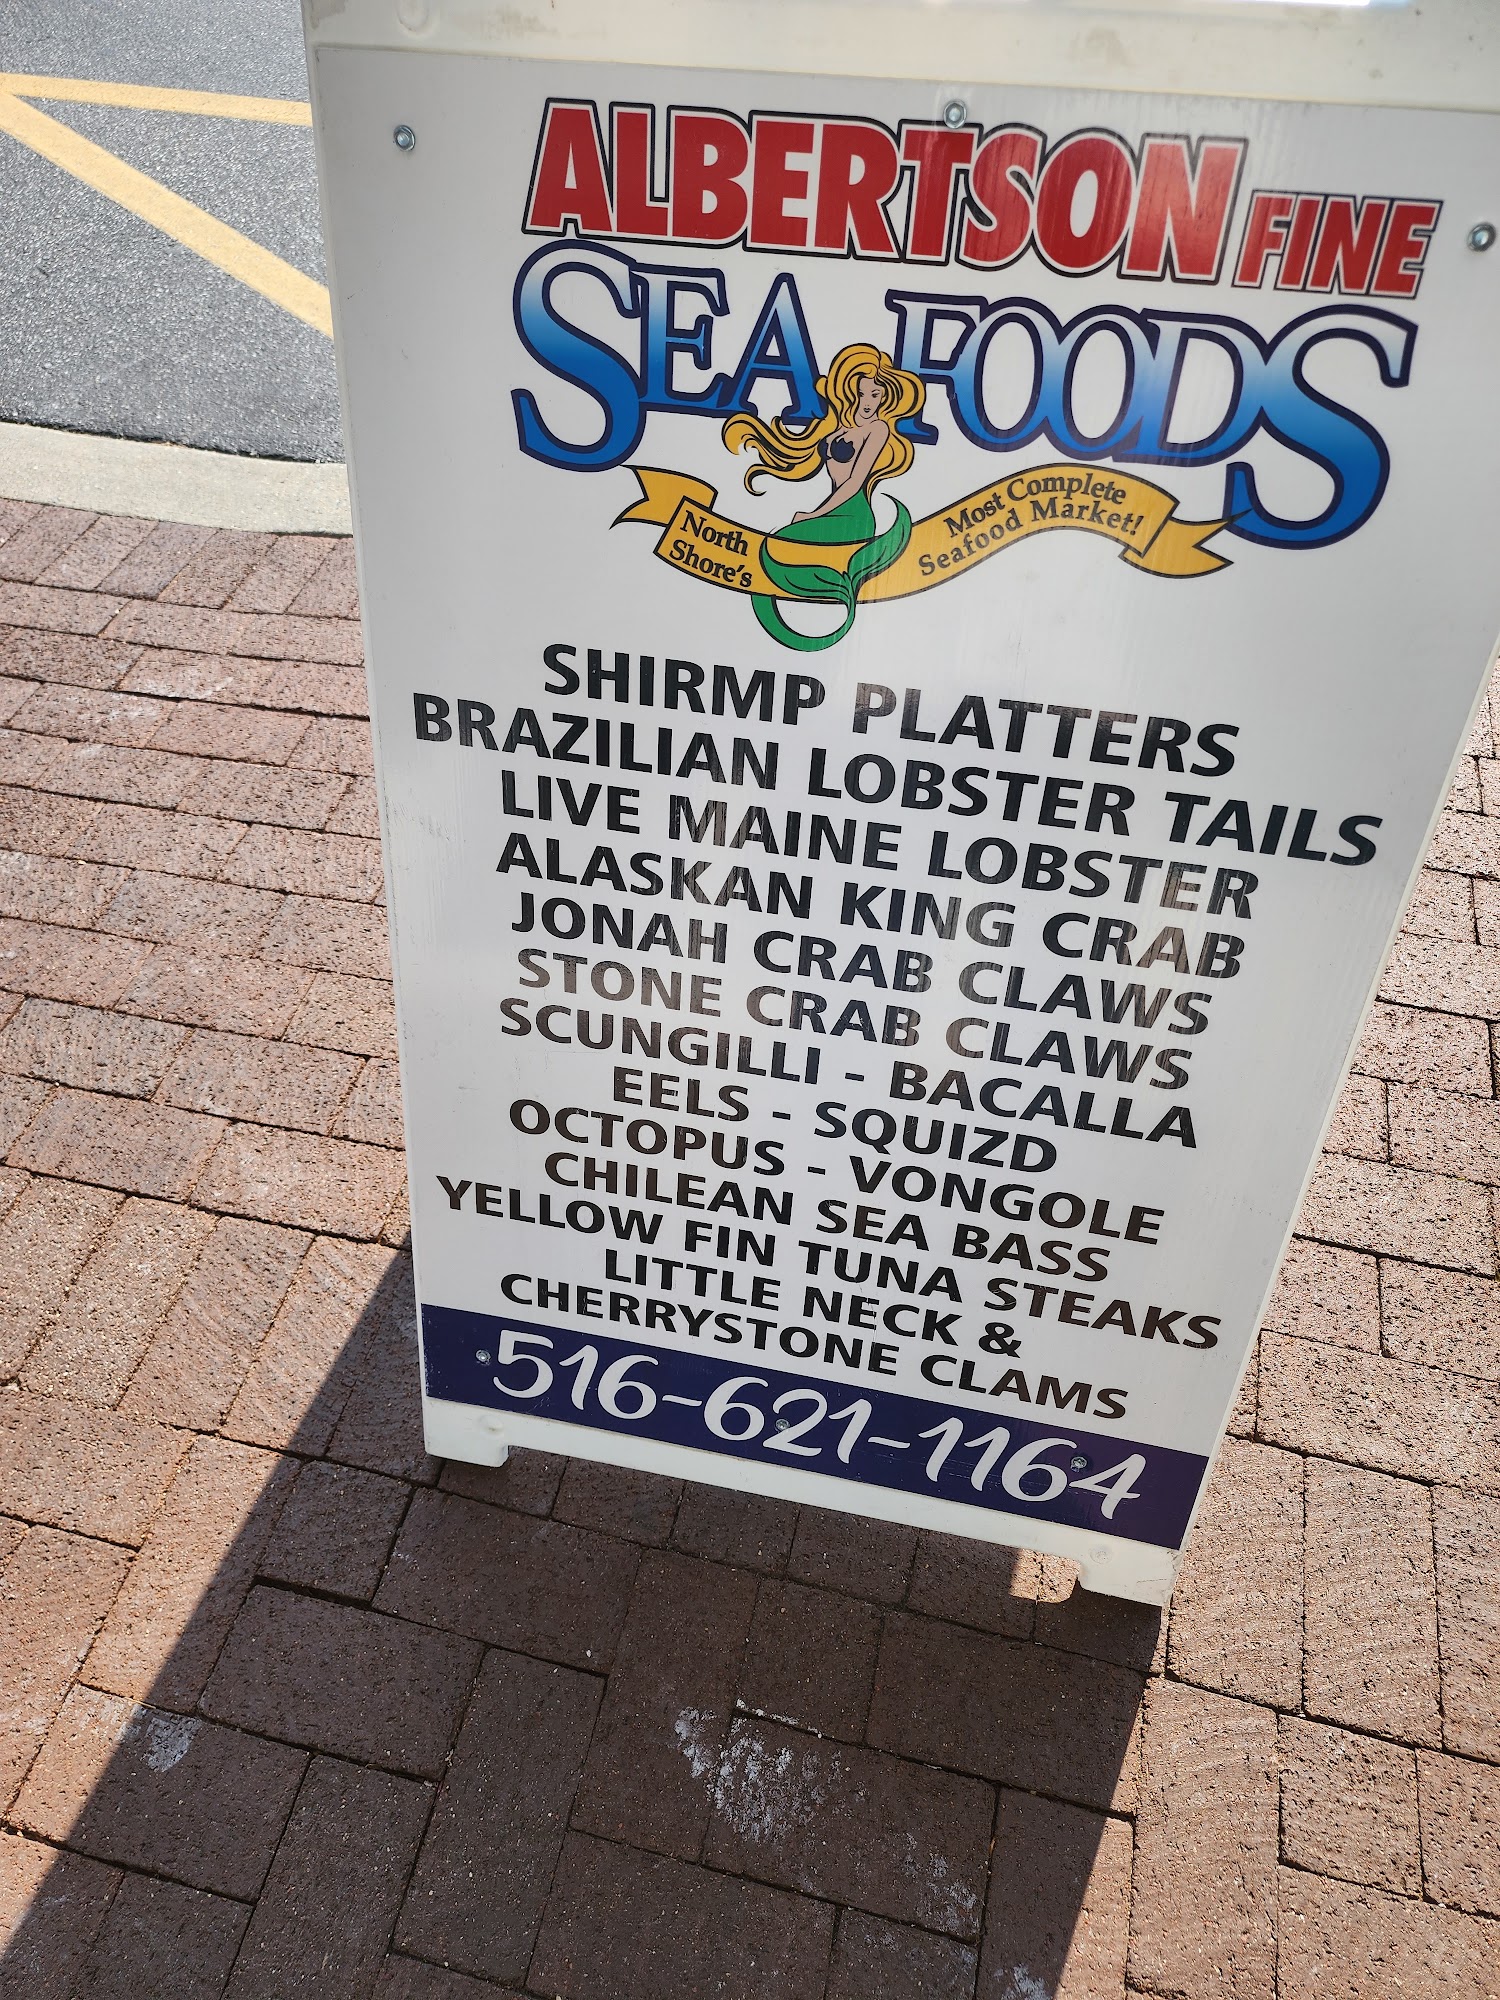 ALBERTSON FINE
SEAFOODS
North
Shore's
Most Complete
Seafood Market!
SHIRMP PLATTERS
BRAZILIAN LOBSTER TAILS
LIVE MAINE LOBSTER
ALASKAN KING CRAB
JONAH CRAB CLAWS
STONE CRAB CLAWS
SCUNGILLI - BACALLA
EELS - SQUIZD
OCTOPUS - VONGOLE
CHILEAN SEA BASS
YELLOW FIN TUNA STEAKS
LITTLE NECK &
CHERRYSTONE CLAMS
516-621-1164